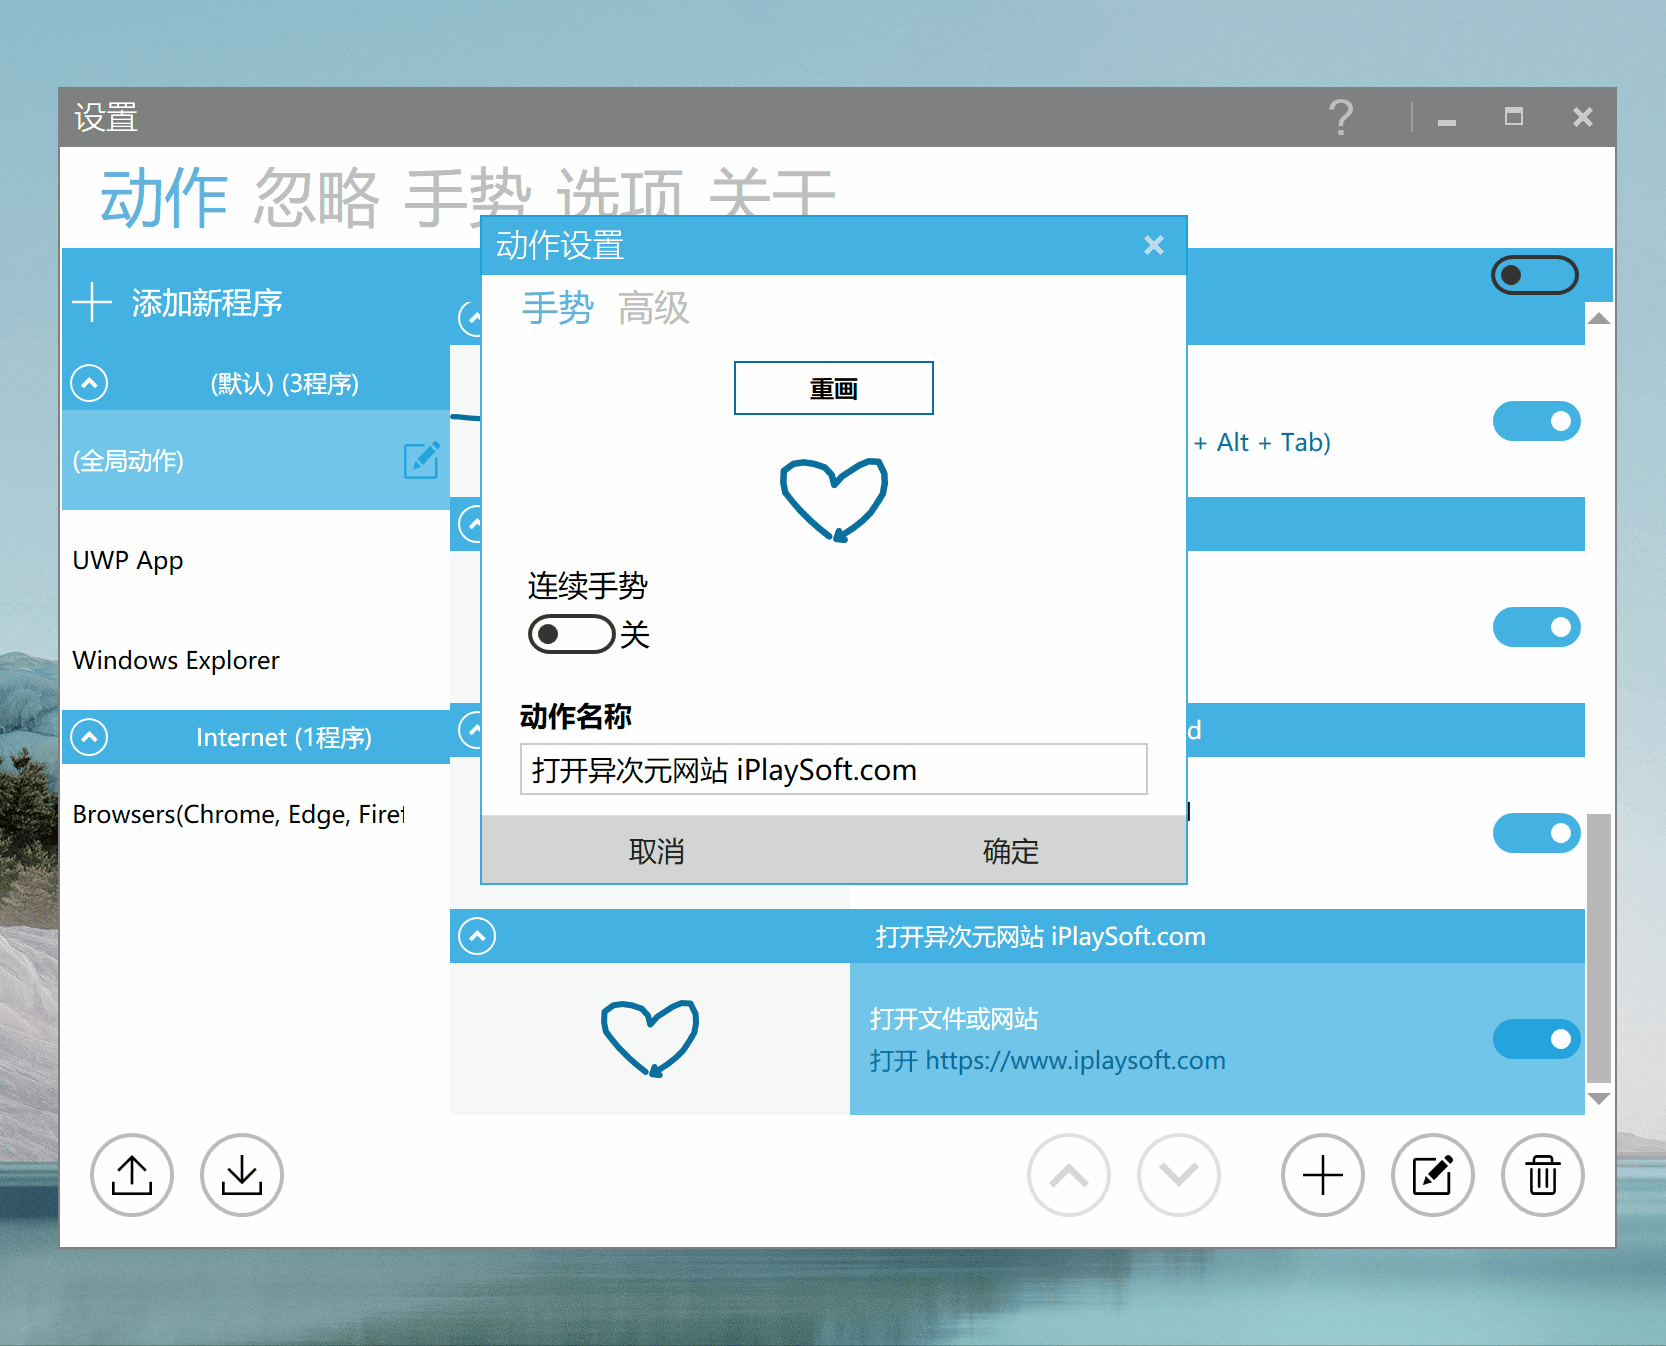 设置
动作 忽略 手势 选项 关于
添加新程序
(默认) (3程序)
(全局动作)
UWP App
Windows Explorer
Internet (1程序)
Browsers(Chrome, Edge, Firef
动作设置
手势 高级
重画
连续手势
关
动作名称
打开异次元网站 iPlaySoft.com
取消 确定
+ Alt + Tab)
d
打开异次元网站 iPlaySoft.com
打开文件或网站
打开 https://www.iplaysoft.com